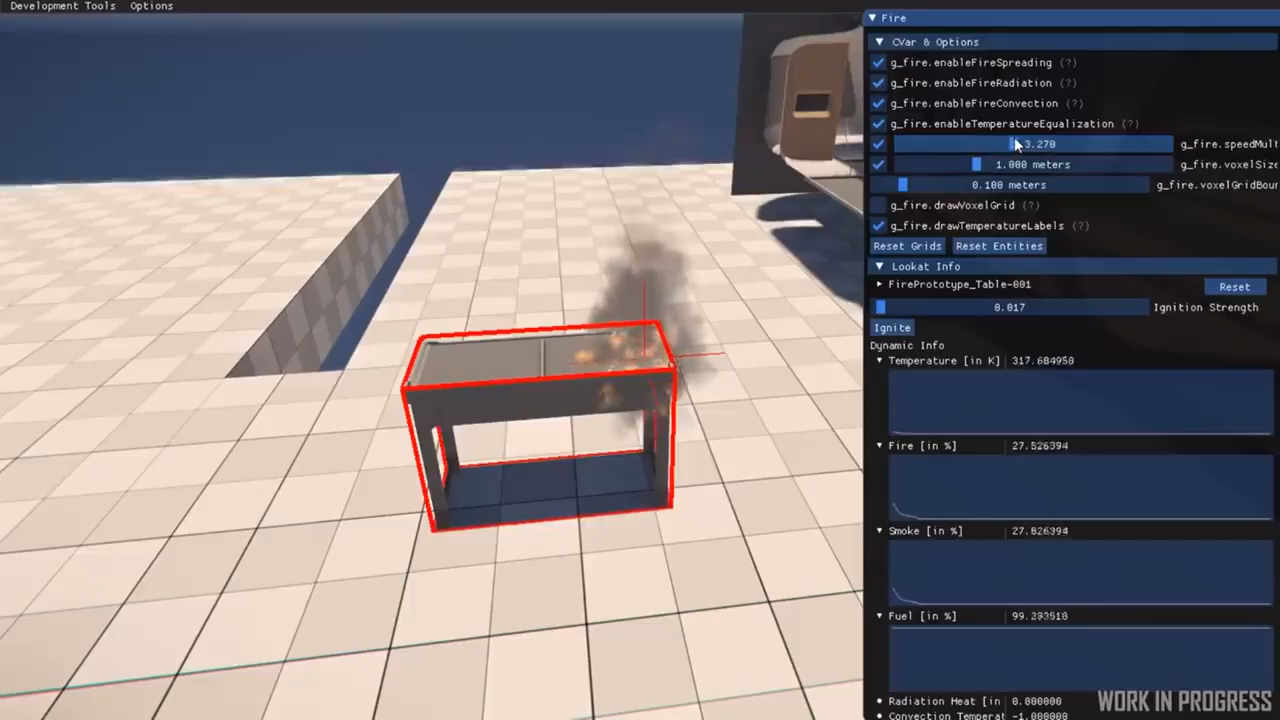 Development Tools Options
Fire
CVar & Options
g_fire.enableFireSpreading (?)
g_fire.enableFireRadiation (?)
g_fire.enableFireConvection (?)
g_fire.enableTemperatureEqualization (?)
3.270 g_fire.speedMult
1.000 meters g_fire.voxelSize
0.100 meters g_fire.voxelGridBoun
g_fire.drawVoxelGrid (?)
g_fire.drawTemperatureLabels (?)
Reset Grids Reset Entities
Lookat Info
FirePrototype_Table-001 Reset
0.017 Ignition Strength
Ignite
Dynamic Info
Temperature [in K] 317.684950
Fire [in %] 27.826394
Smoke [in %] 27.826394
Fuel [in %]
Radiation Heat [in 0.000000
Convection Temperat -1.000000
WORK IN PROGRESS